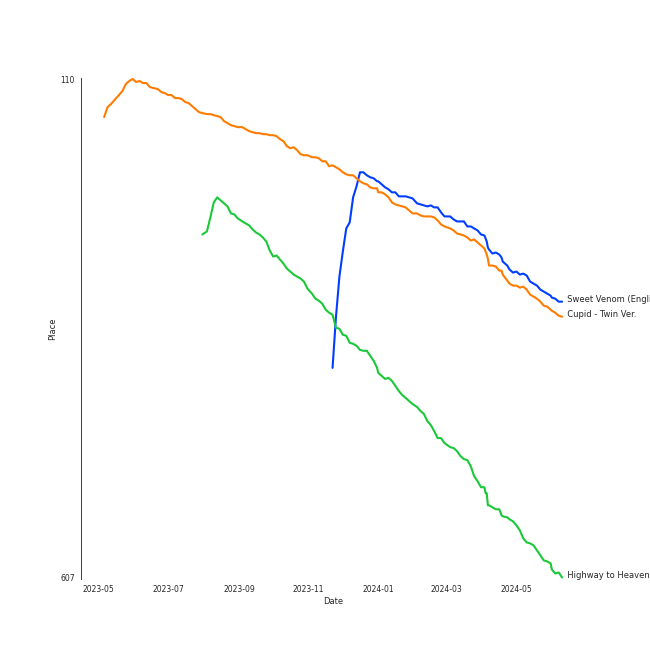 110
Place
Sweet Venom (Engli
Cupid - Twin Ver.
Highway to Heaven
607
2023-05 2023-07 2023-09 2023-11 2024-01 2024-03 2024-05
Date